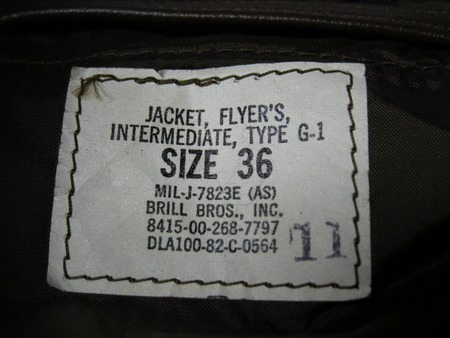 JACKET, FLYER'S,
INTERMEDIATE, TYPE G-1
SIZE 36
MIL-J-7823E (AS)
BRILL BROS., INC.
8415-00-268-7797
DLA100-82-C-0564
11